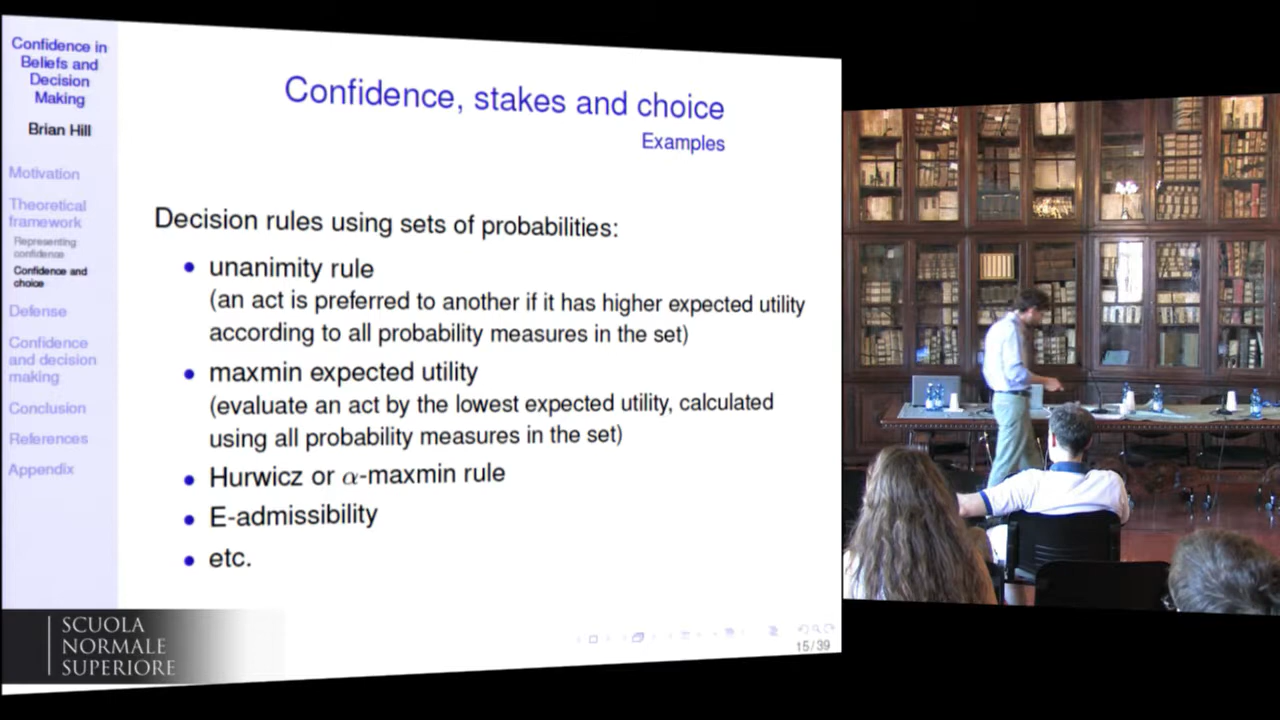 Confidence in
Beliefs and
Decision
Making
Brian Hill
Motivation
Theoretical
framework
Representing
confidence
Confidence and
choice
Defense
Confidence
and decision
making
Conclusion
References
Appendix
Confidence, stakes and choice
Examples
Decision rules using sets of probabilities:
• unanimity rule
(an act is preferred to another if it has higher expected utility
according to all probability measures in the set)
• maxmin expected utility
(evaluate an act by the lowest expected utility, calculated
using all probability measures in the set)
• Hurwicz or α-maxmin rule
• E-admissibility
• etc.
15/39
SCUOLA
NORMALE
SUPERIORE